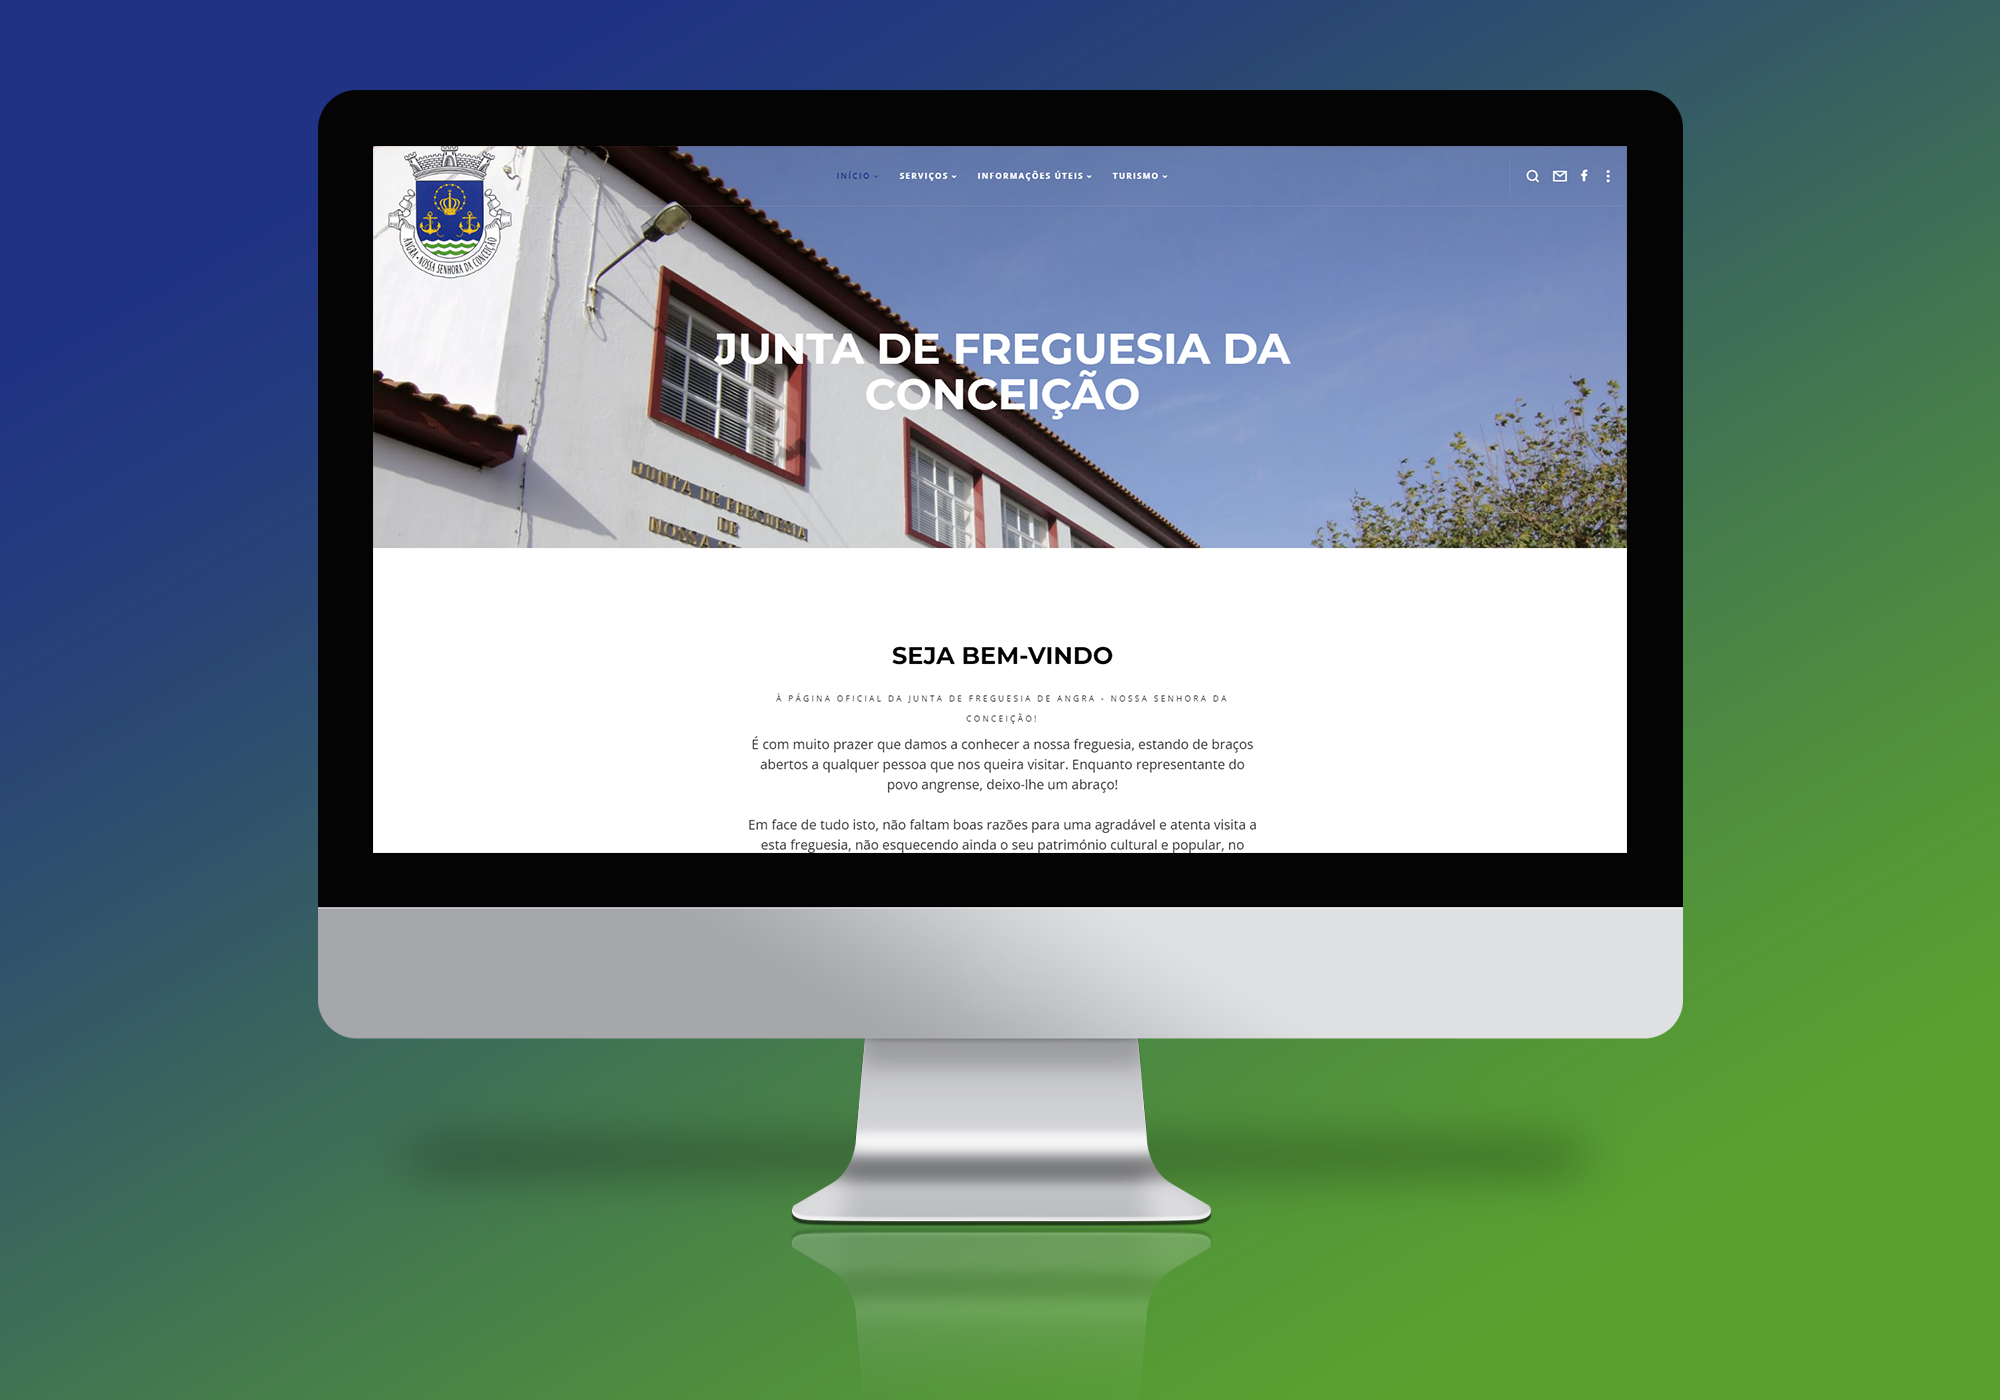 INÍCIO SERVIÇOS INFORMAÇÕES ÚTEIS TURISMO
ANGRA - NOSSA SENHORA DA CONCEIÇÃO
JUNTA DE FREGUESIA DA
CONCEIÇÃO
JUNTA DE FREGUESIA
DE
NOSSA
SEJA BEM-VINDO
À PÁGINA OFICIAL DA JUNTA DE FREGUESIA DE ANGRA - NOSSA SENHORA DA
CONCEIÇÃO!
É com muito prazer que damos a conhecer a nossa freguesia, estando de braços
abertos a qualquer pessoa que nos queira visitar. Enquanto representante do
povo angrense, deixo-lhe um abraço!
Em face de tudo isto, não faltam boas razões para uma agradável e atenta visita a
esta freguesia, não esquecendo ainda o seu património cultural e popular, no